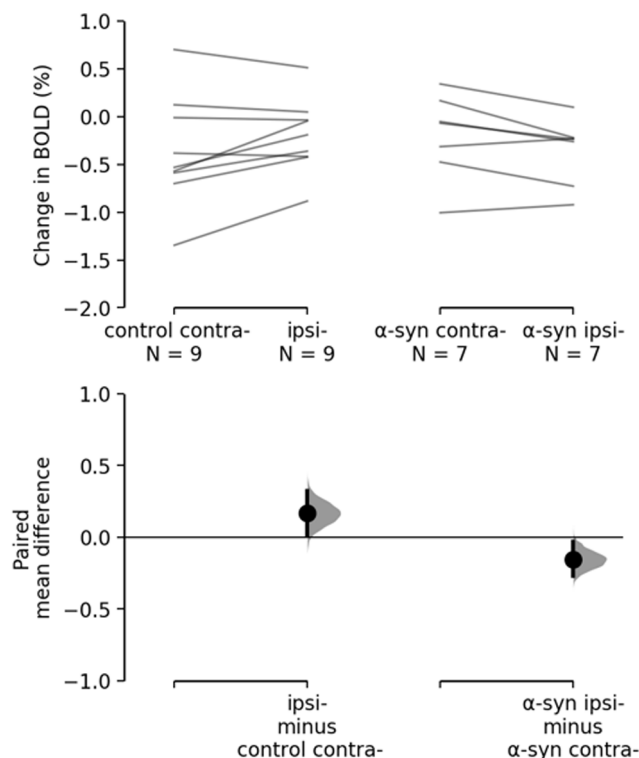 Change in BOLD (%)
1.0
0.5
0.0
−0.5
−1.0
−1.5
−2.0
control contra-
N = 9
ipsi-
N = 9
α-syn contra-
N = 7
α-syn ipsi-
N = 7
Paired
mean difference
1.0
0.5
0.0
−0.5
−1.0
ipsi-
minus
control contra-
α-syn ipsi-
minus
α-syn contra-